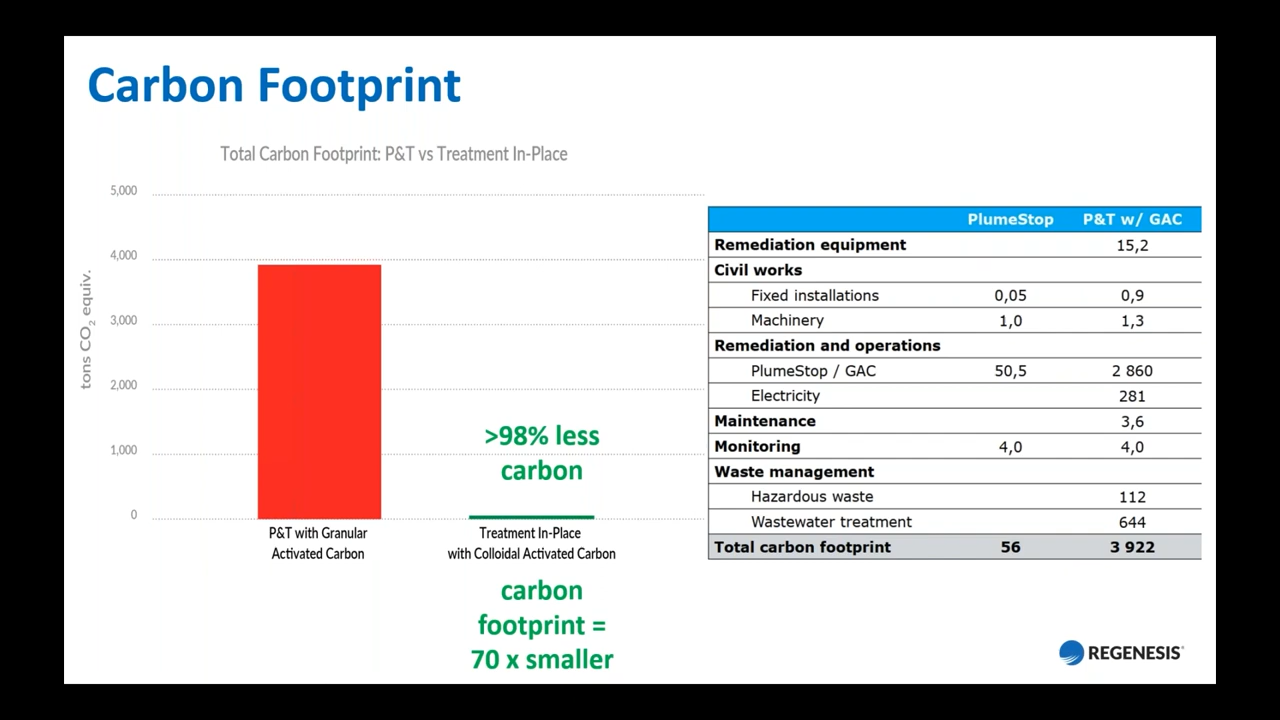 Carbon Footprint
Total Carbon Footprint: P&T vs Treatment In-Place
tons CO₂ equiv.
5,000
4,000
3,000
2,000
1,000
0
>98% less
carbon
P&T with Granular
Activated Carbon
Treatment In-Place
with Colloidal Activated Carbon
carbon
footprint =
70 x smaller
PlumeStop P&T w/ GAC
Remediation equipment 15,2
Civil works
Fixed installations 0,05 0,9
Machinery 1,0 1,3
Remediation and operations
PlumeStop / GAC 50,5 2 860
Electricity 281
Maintenance 3,6
Monitoring 4,0 4,0
Waste management
Hazardous waste 112
Wastewater treatment 644
Total carbon footprint 56 3 922
REGENESIS